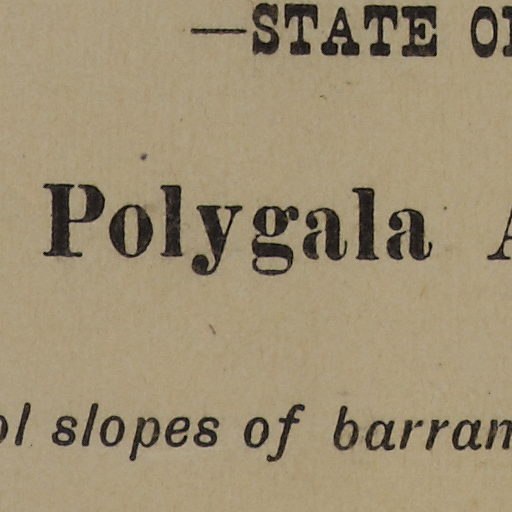 —STATE O
Polygala
ol slopes of barran